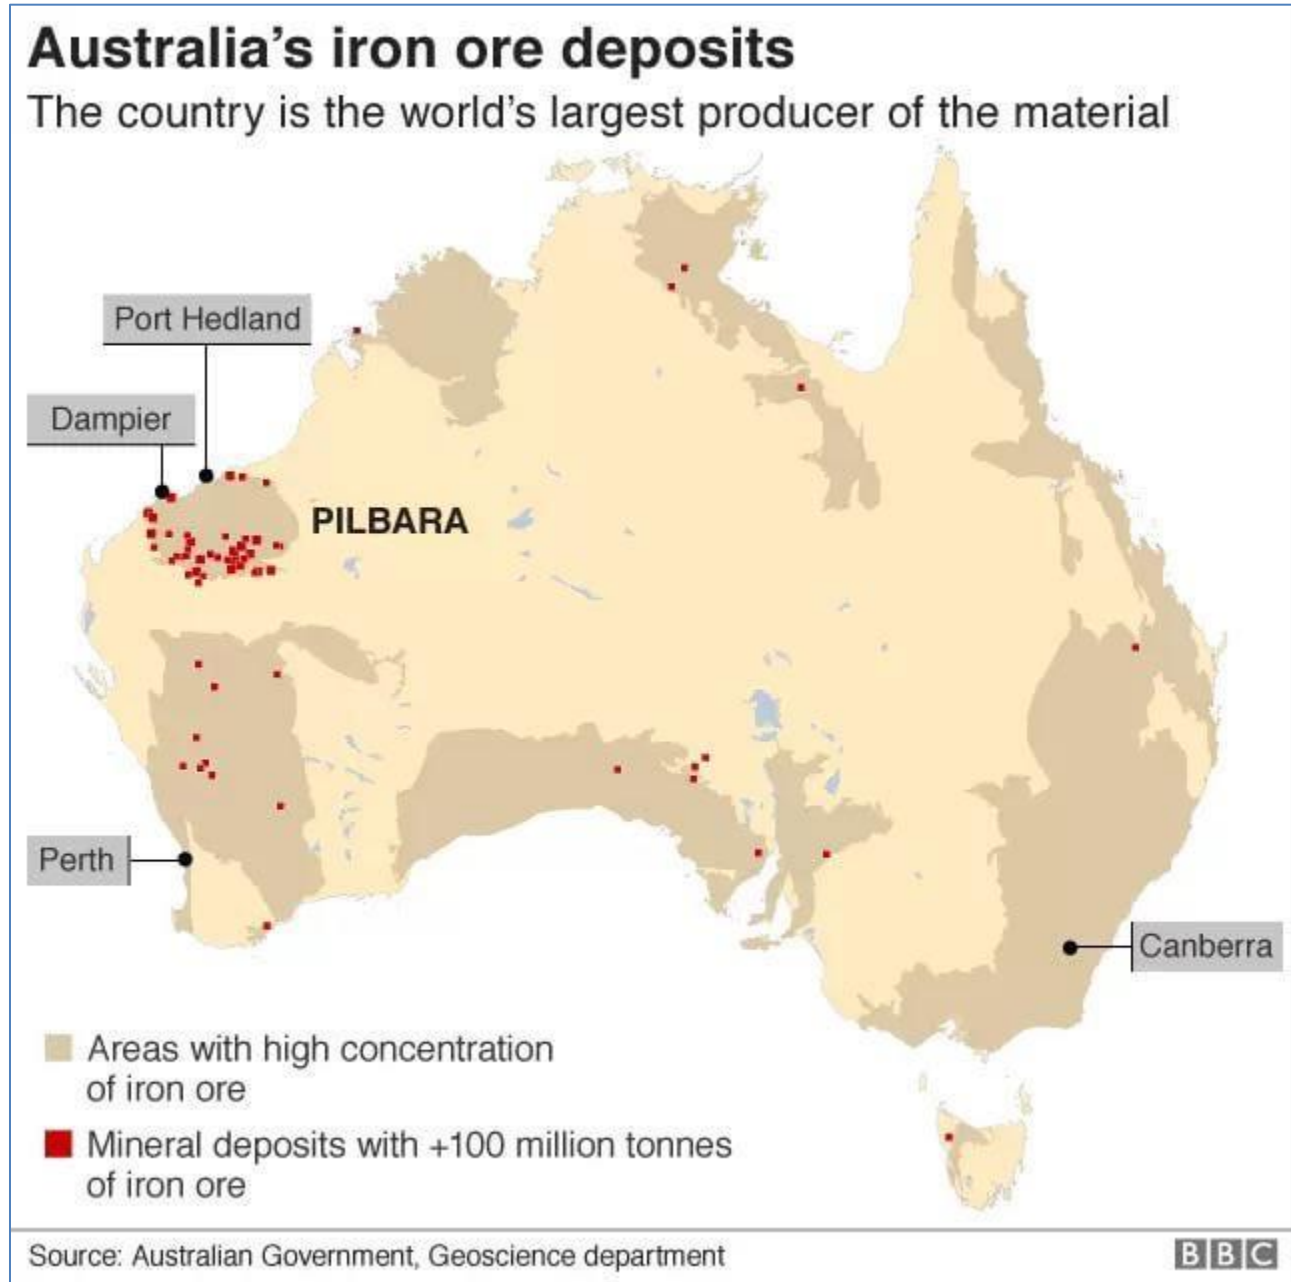 Australia's iron ore deposits
The country is the world's largest producer of the material
Port Hedland
Dampier
PILBARA
Perth
Canberra
Areas with high concentration
of iron ore
Mineral deposits with +100 million tonnes
of iron ore
Source: Australian Government, Geoscience department
BBC